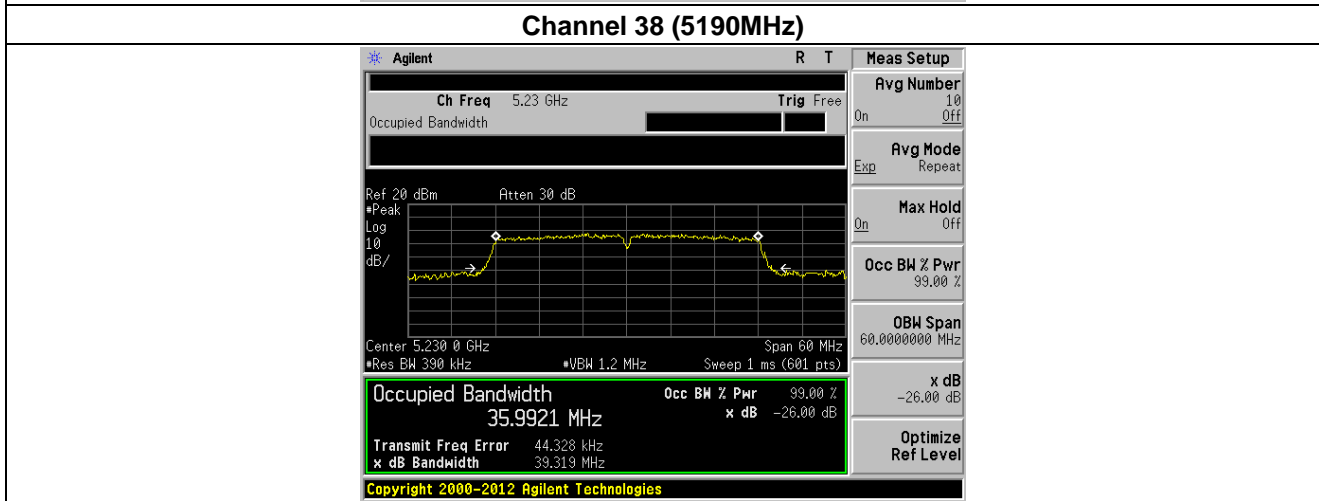 Channel 38 (5190MHz)
Agilent R T
Ch Freq 5.23 GHz Trig Free
Occupied Bandwidth
Ref 20 dBm Atten 30 dB
#Peak
Log
10
dB/
Center 5.230 0 GHz Span 60 MHz
#Res BW 390 kHz #VBW 1.2 MHz Sweep 1 ms (601 pts)
Occupied Bandwidth Occ BW % Pwr 99.00 %
35.9921 MHz x dB -26.00 dB
Transmit Freq Error 44.328 kHz
x dB Bandwidth 39.319 MHz
Copyright 2000-2012 Agilent Technologies
Meas Setup
Avg Number
10
On Off
Avg Mode
Exp Repeat
Max Hold
On Off
Occ BW % Pwr
99.00 %
OBW Span
60.0000000 MHz
x dB
-26.00 dB
Optimize
Ref Level